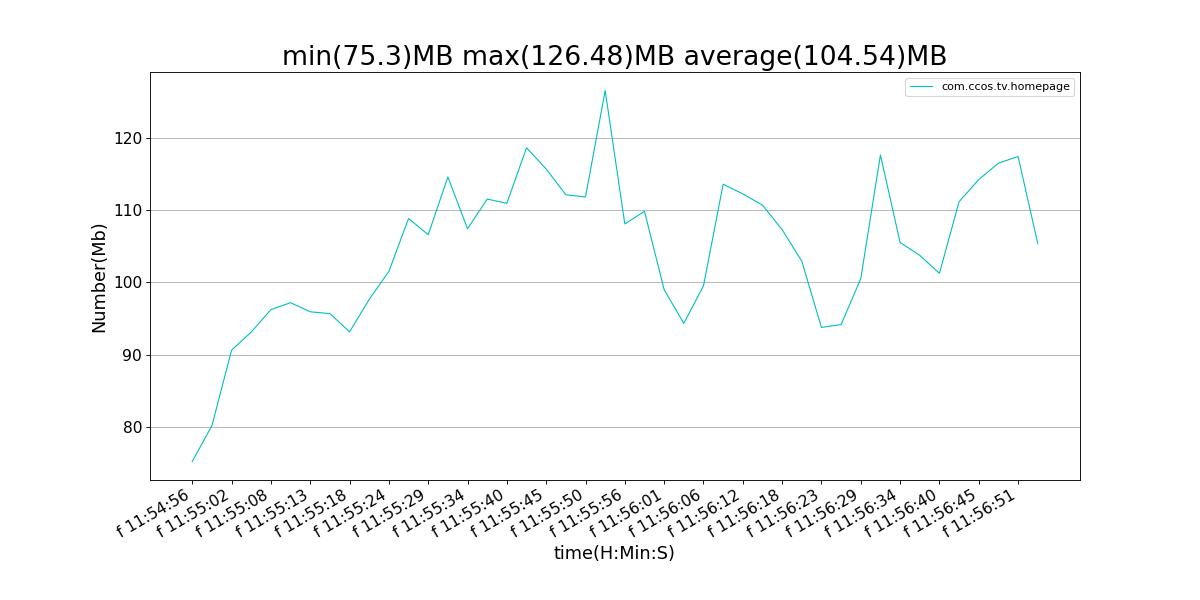 min(75.3)MB max(126.48)MB average(104.54)MB
com.ccos.tv.homepage
120
110
100
90
80
Number(Mb)
f 11:54:56
f 11:55:02
f 11:55:08
f 11:55:13
f 11:55:18
f 11:55:24
f 11:55:29
f 11:55:34
f 11:55:40
f 11:55:45
f 11:55:50
f 11:55:56
f 11:56:01
f 11:56:06
f 11:56:12
f 11:56:18
f 11:56:23
f 11:56:29
f 11:56:34
f 11:56:40
f 11:56:45
f 11:56:51
time(H:Min:S)